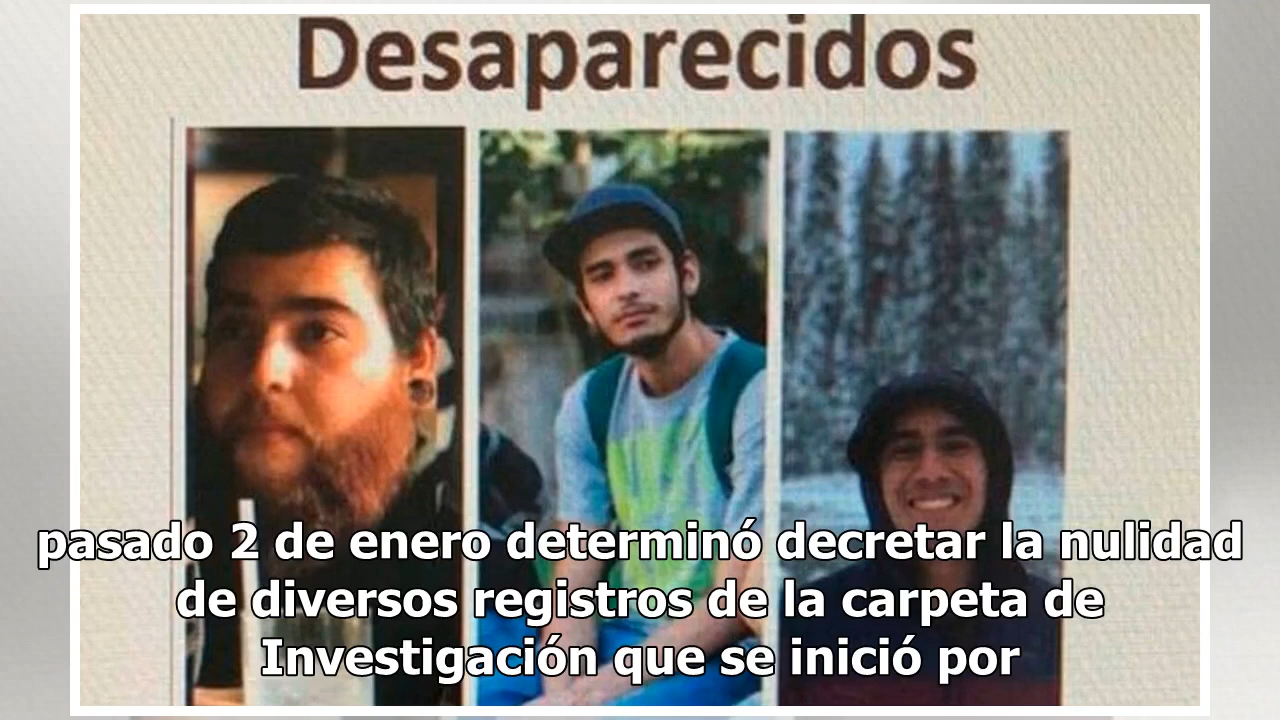 Desaparecidos
pasado 2 de enero determinó decretar la nulidad
de diversos registros de la carpeta de
Investigación que se inició por